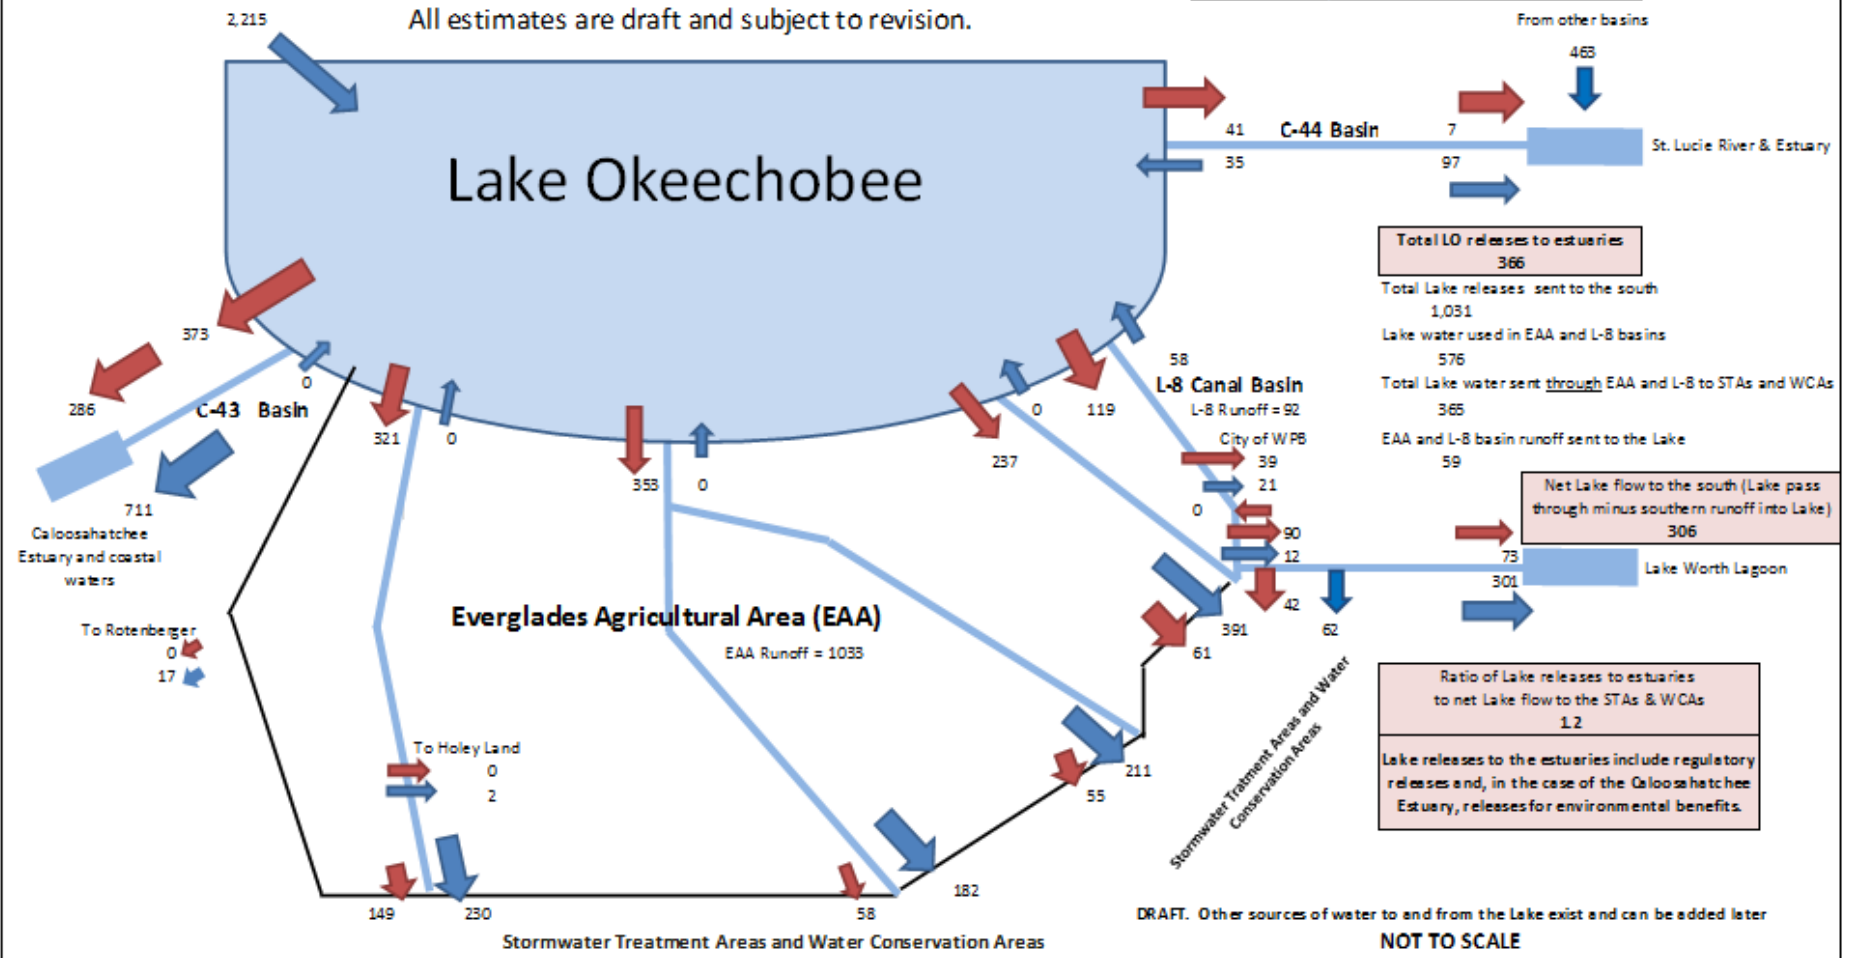 2,215
All estimates are draft and subject to revision.
From other basins
463
Lake Okeechobee
41
C-44 Basin
7
35
97
St. Lucie River & Estuary
Total LO releases to estuaries
366
Total Lake releases sent to the south
1,031
Lake water used in EAA and L-8 basins
576
Total Lake water sent through EAA and L-8 to STAs and WCAs
365
EAA and L-8 basin runoff sent to the Lake
59
Net Lake flow to the south (Lake pass
through minus southern runoff into Lake)
306
373
0
286
C-43 Basin
711
Caloosahatchee
Estuary and coastal
waters
321
0
353
0
237
0
119
58
L-8 Canal Basin
L-8 Runoff = 92
City of WPB
39
21
0
90
12
42
62
73
301
Lake Worth Lagoon
Everglades Agricultural Area (EAA)
EAA Runoff = 1033
391
61
To Rotenberger
0
17
To Holey Land
0
2
211
55
Stormwater Treatment Areas and Water
Conservation Areas
Ratio of Lake releases to estuaries
to net Lake flow to the STAs & WCAs
1.2
Lake releases to the estuaries include regulatory
releases and, in the case of the Caloosahatchee
Estuary, releases for environmental benefits.
149
230
58
182
Stormwater Treatment Areas and Water Conservation Areas
DRAFT. Other sources of water to and from the Lake exist and can be added later
NOT TO SCALE